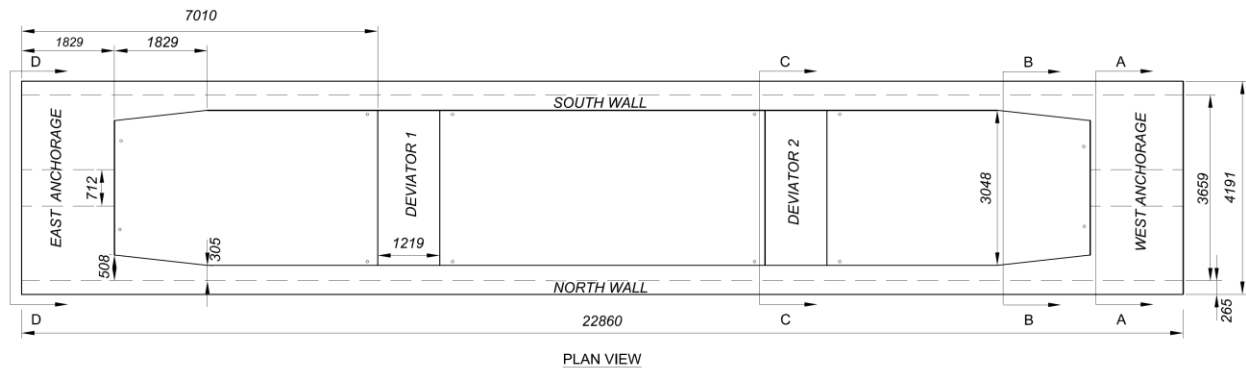 7010
1829
1829
D
C
B
A
SOUTH WALL
EAST ANCHORAGE
712
DEVIATOR 1
DEVIATOR 2
3048
WEST ANCHORAGE
3659
4191
508
305
1219
NORTH WALL
265
D
C
B
A
22860
PLAN VIEW